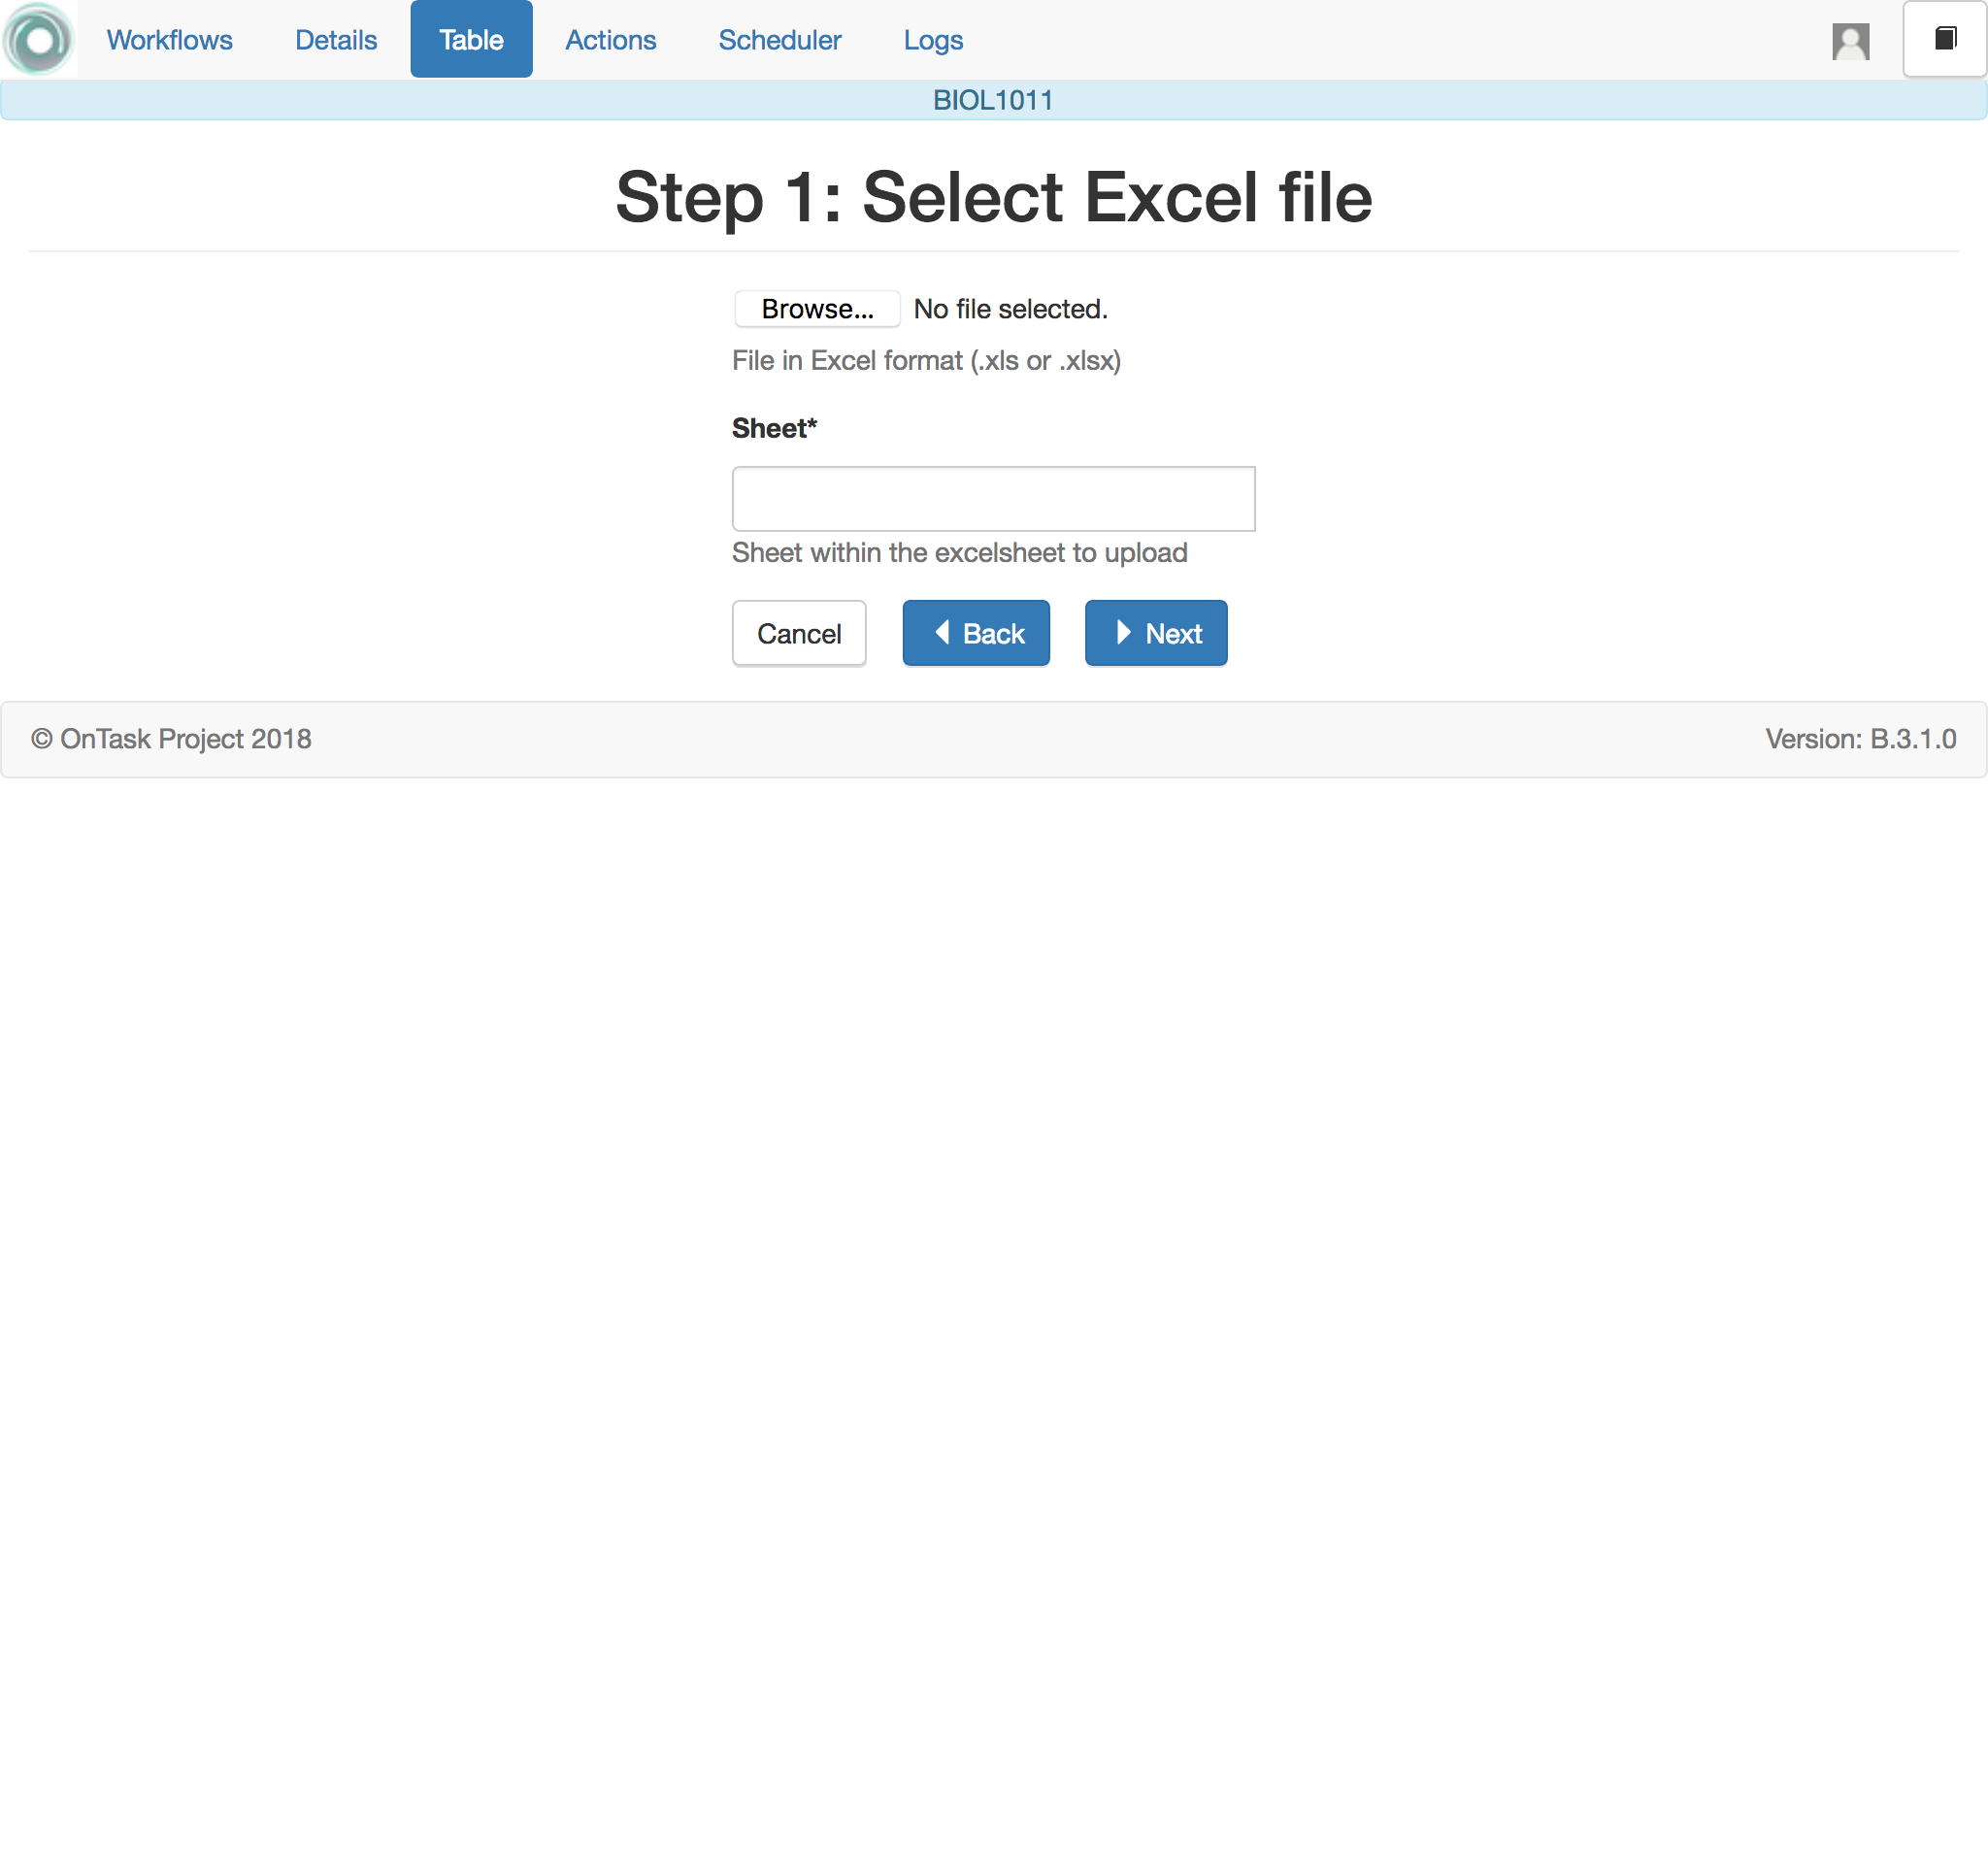 Workflows Details Table Actions Scheduler Logs
BIOL1011
Step 1: Select Excel file
Browse... No file selected.
File in Excel format (.xls or .xlsx)
Sheet*
Sheet within the excelsheet to upload
Cancel Back Next
© OnTask Project 2018 Version: B.3.1.0